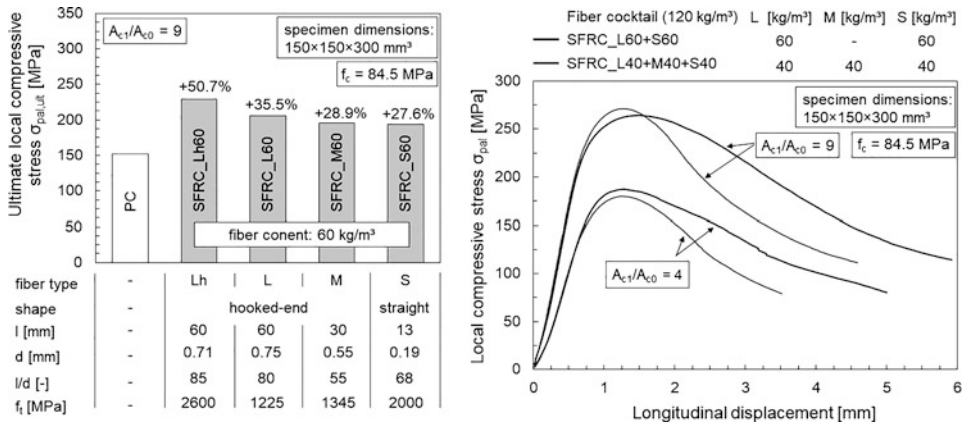 Ultimate local compressive
stress σpal,ult [MPa]
350
300
250
200
150
100
50
0
Ac1/Ac0 = 9
specimen dimensions:
150×150×300 mm³
fc = 84.5 MPa
+50.7%
+35.5%
+28.9%
+27.6%
PC
SFRC_Lh60
SFRC_L60
SFRC_M60
SFRC_S60
fiber conent: 60 kg/m³
fiber type - Lh L M S
shape - hooked-end straight
l [mm] - 60 60 30 13
d [mm] - 0.71 0.75 0.55 0.19
l/d [-] - 85 80 55 68
ft [MPa] - 2600 1225 1345 2000
Fiber cocktail (120 kg/m³) L [kg/m³] M [kg/m³] S [kg/m³]
SFRC_L60+S60 60 - 60
SFRC_L40+M40+S40 40 40 40
Local compressive stress σpal [MPa]
300
250
200
150
100
50
0
specimen dimensions:
150×150×300 mm³
Ac1/Ac0 = 9
fc = 84.5 MPa
Ac1/Ac0 = 4
0 1 2 3 4 5 6
Longitudinal displacement [mm]